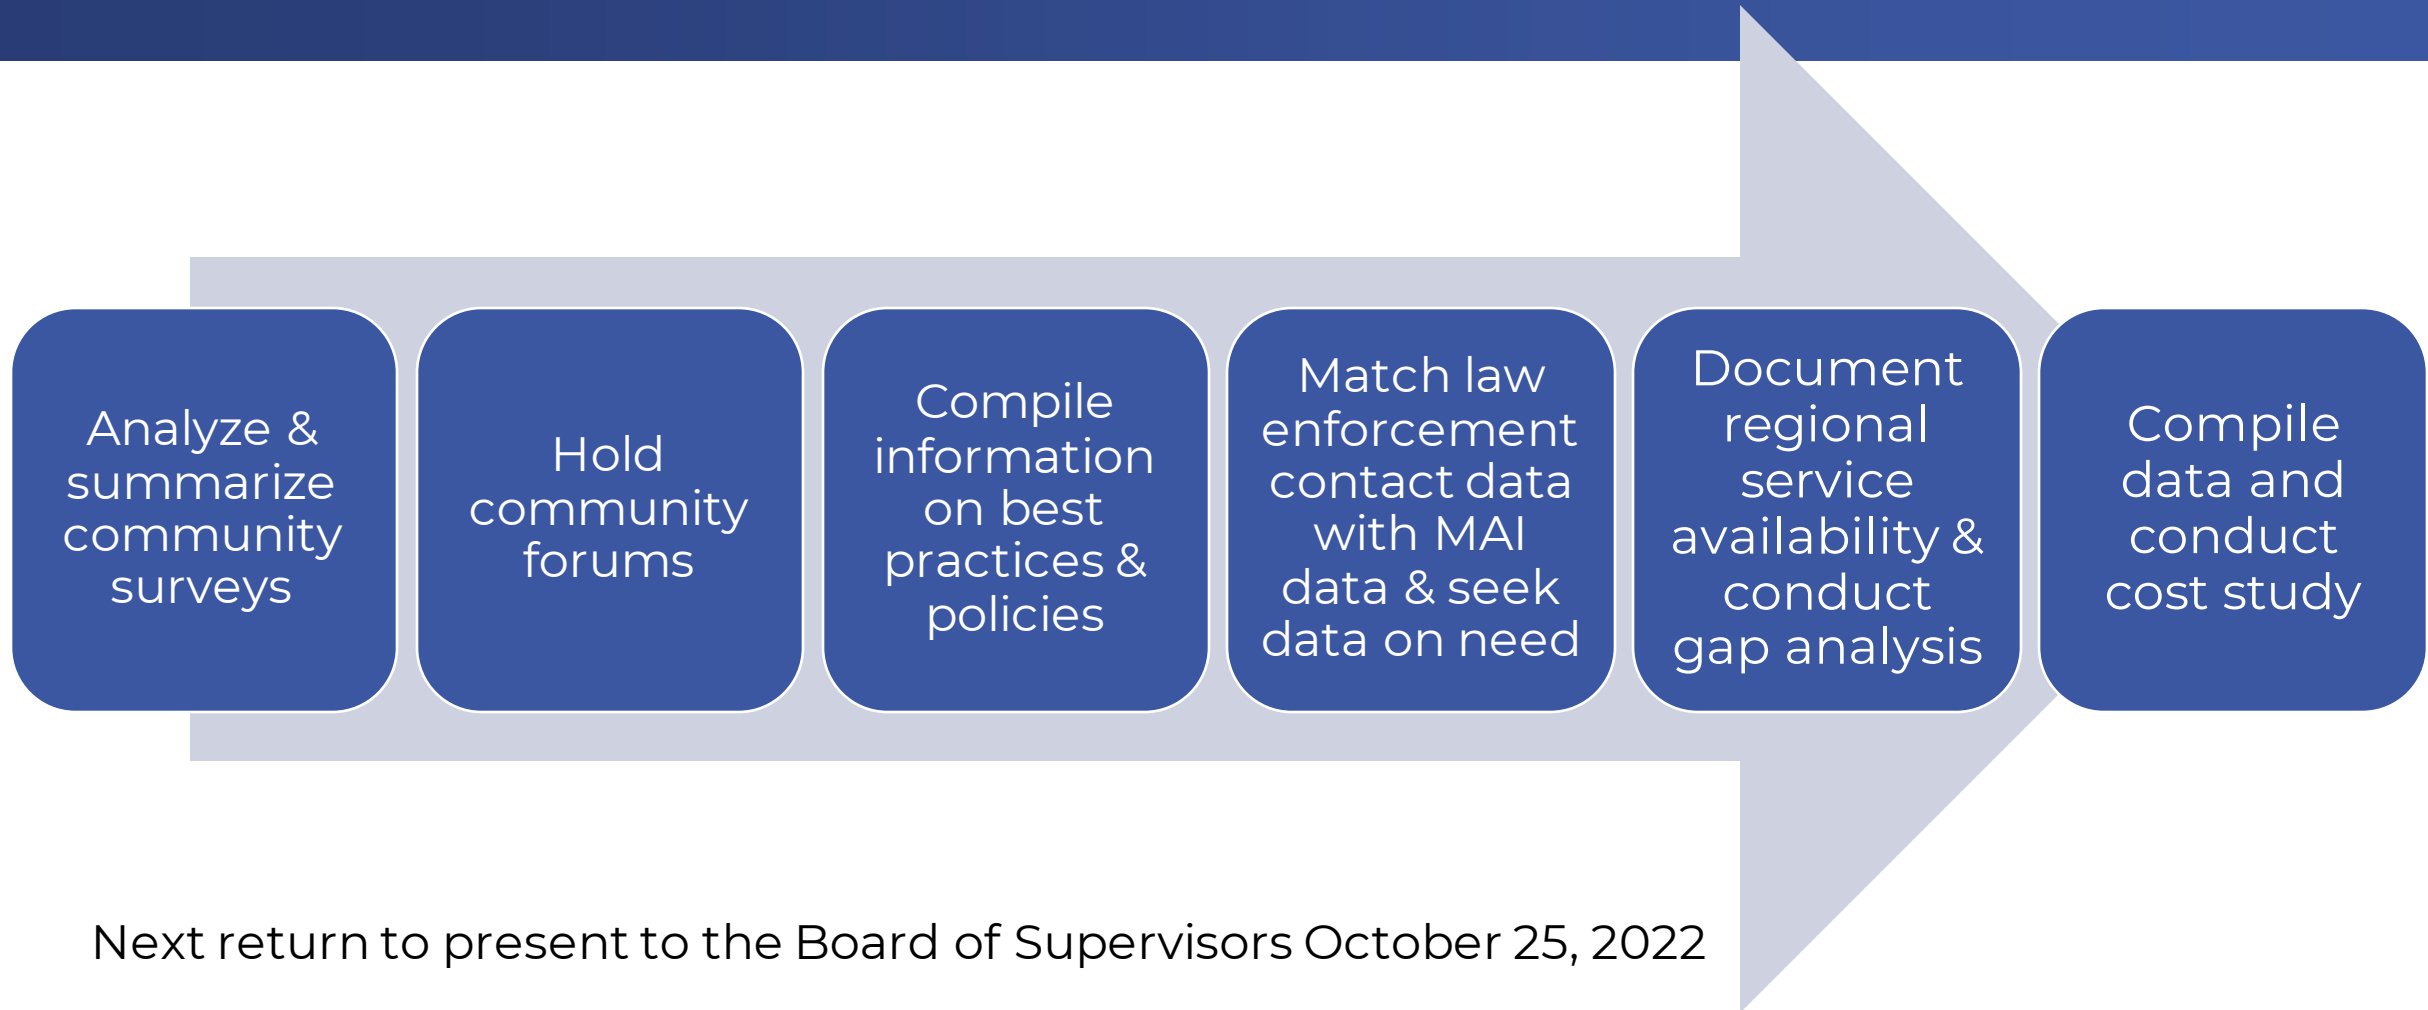 Analyze &
summarize
community
surveys
Hold
community
forums
Compile
information
on best
practices &
policies
Match law
enforcement
contact data
with MAI
data & seek
data on need
Document
regional
service
availability &
conduct
gap analysis
Compile
data and
conduct
cost study
Next return to present to the Board of Supervisors October 25, 2022